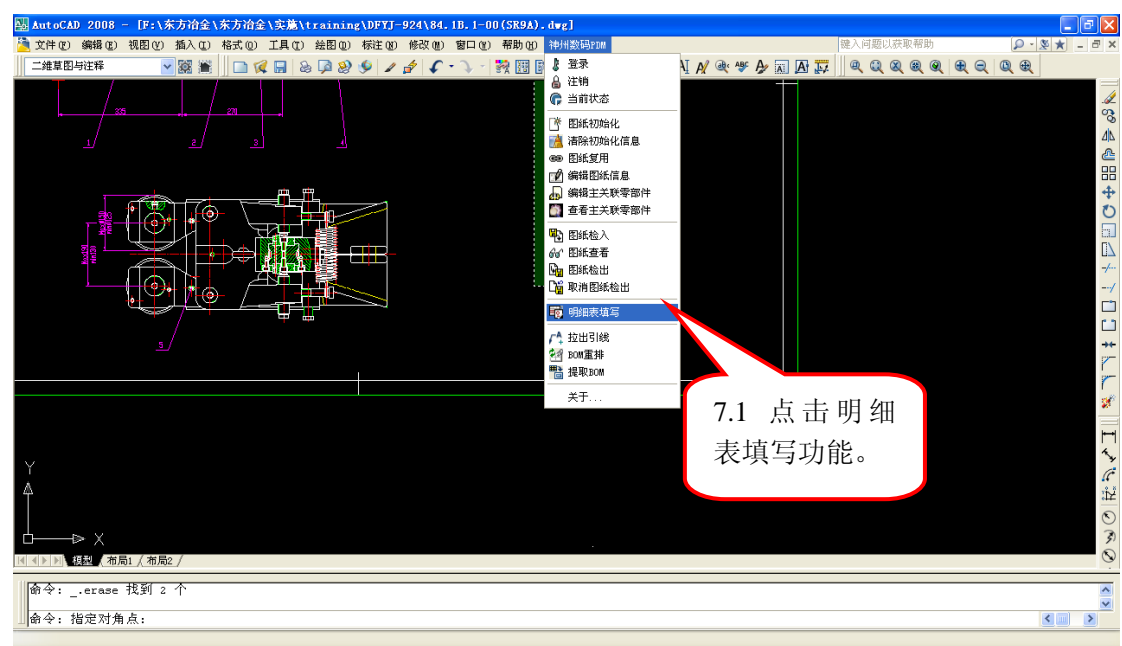 AutoCAD 2008 - [F:\东方冶金\东方冶金\实施\training\DFYJ-924\84.1B.1-00(SR9A).dwg]
文件(F) 编辑(E) 视图(V) 插入(I) 格式(O) 工具(T) 绘图(D) 标注(N) 修改(M) 窗口(W) 帮助(H) 神州数码PDM 键入问题以获取帮助
二维草图与注释
登录
注销
当前状态
图纸初始化
清除初始化信息
图纸复用
编辑图纸信息
编辑主关联零部件
查看主关联零部件
图纸检入
图纸查看
图纸检出
取消图纸检出
明细表填写
拉出引线
BOM重排
提取BOM
关于...
1 2 3 4
5
7.1 点击明细
表填写功能。
Y
X
模型 布局1 布局2
命令: _.erase 找到 2 个
命令: 指定对角点: